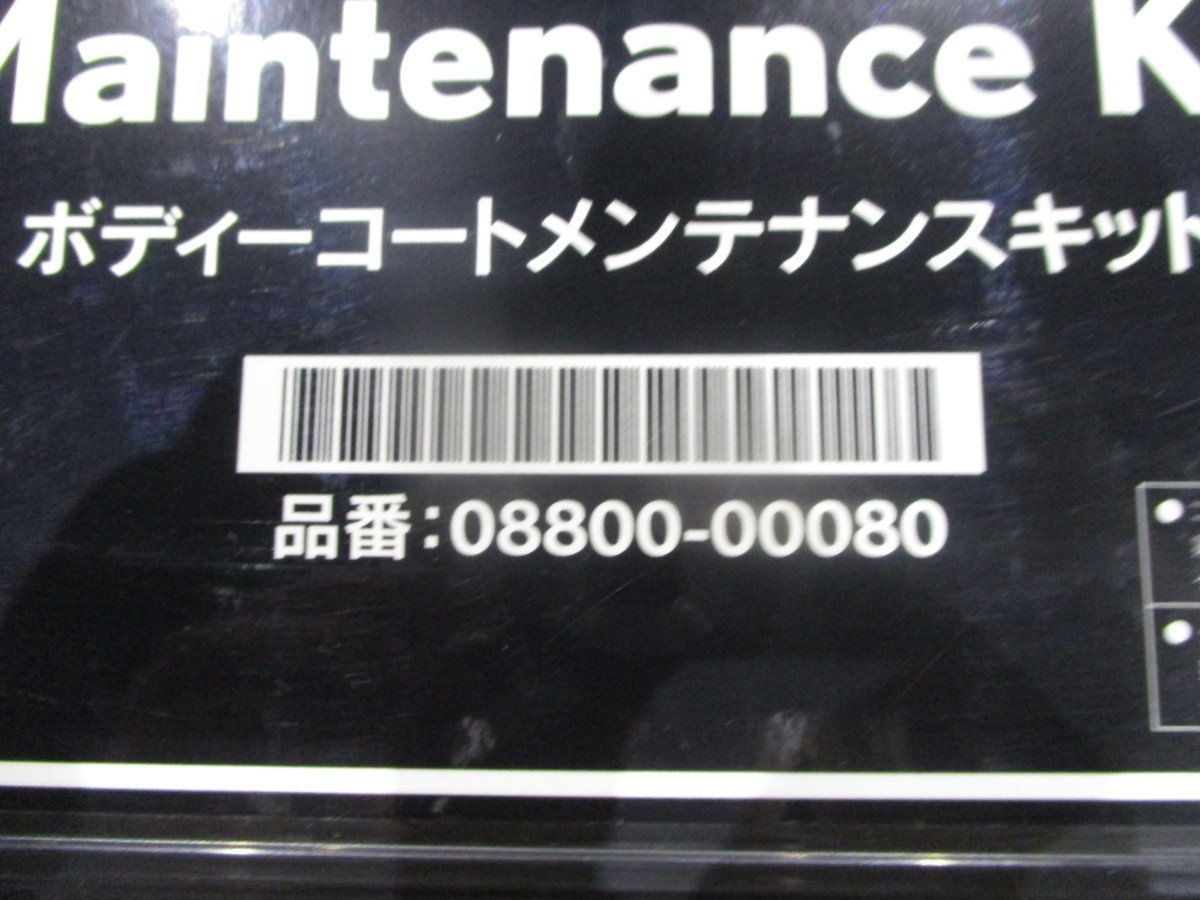 Maintenance K
ボディーコートメンテナンスキット
品番:08800-00080